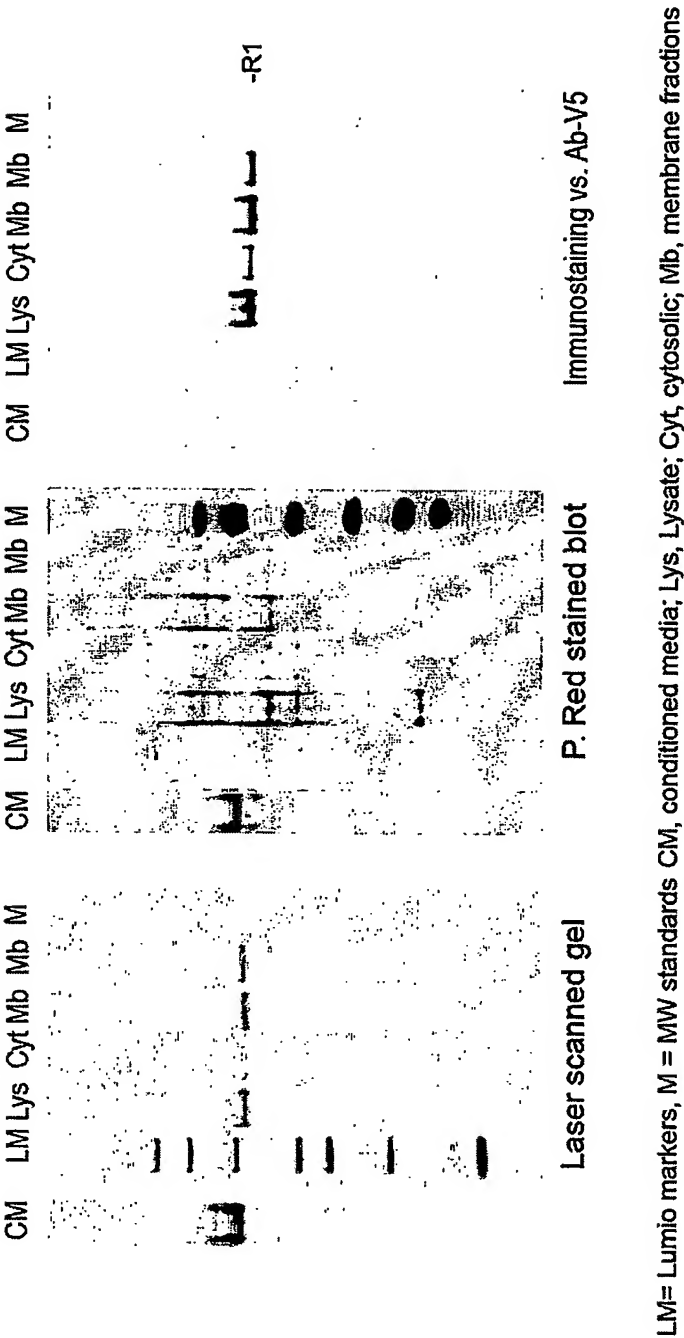 CM LM Lys Cyt Mb Mb M
Laser scanned gel
CM LM Lys Cyt Mb Mb M
P. Red stained blot
CM LM Lys Cyt Mb Mb M
-R1
Immunostaining vs. Ab-V5
LM= Lumio markers, M = MW standards CM, conditioned media; Lys, Lysate; Cyt, cytosolic; Mb, membrane fractions